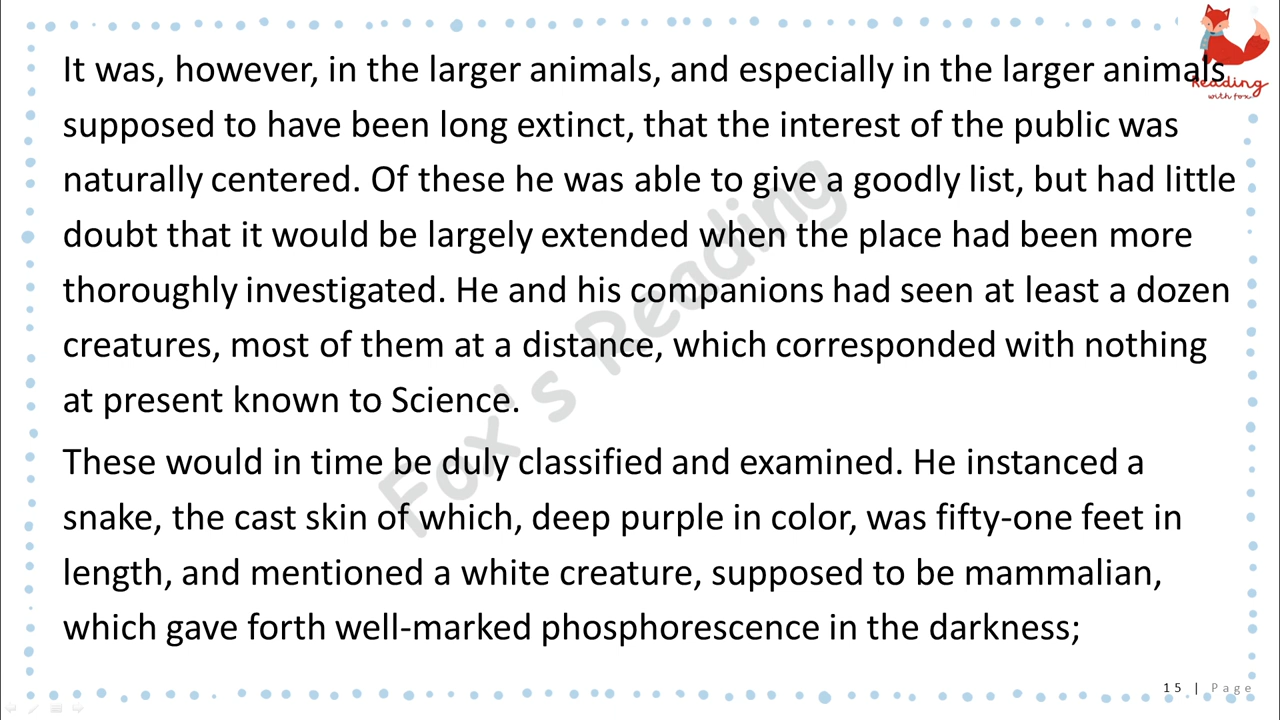 It was, however, in the larger animals, and especially in the larger animals
supposed to have been long extinct, that the interest of the public was
naturally centered. Of these he was able to give a goodly list, but had little
doubt that it would be largely extended when the place had been more
thoroughly investigated. He and his companions had seen at least a dozen
creatures, most of them at a distance, which corresponded with nothing
at present known to Science.
These would in time be duly classified and examined. He instanced a
snake, the cast skin of which, deep purple in color, was fifty-one feet in
length, and mentioned a white creature, supposed to be mammalian,
which gave forth well-marked phosphorescence in the darkness;
Reading
with fox
Fox's Reading
15 | Page